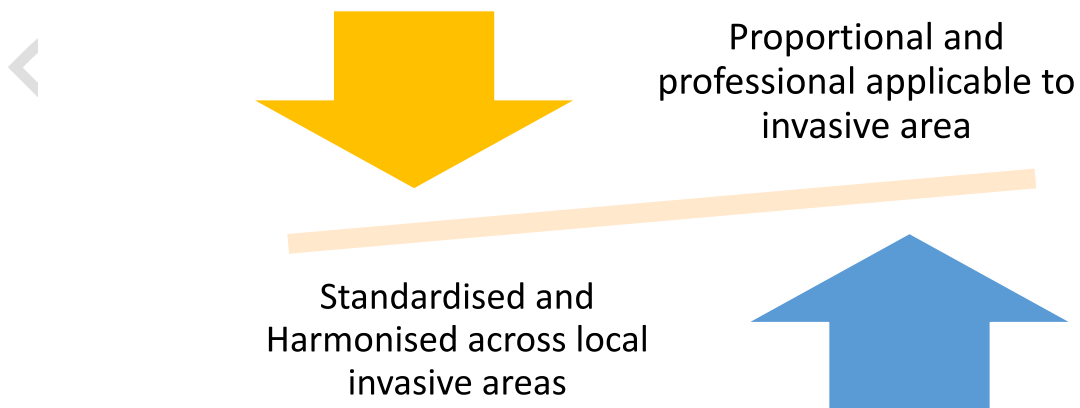 Proportional and
professional applicable to
invasive area
Standardised and
Harmonised across local
invasive areas